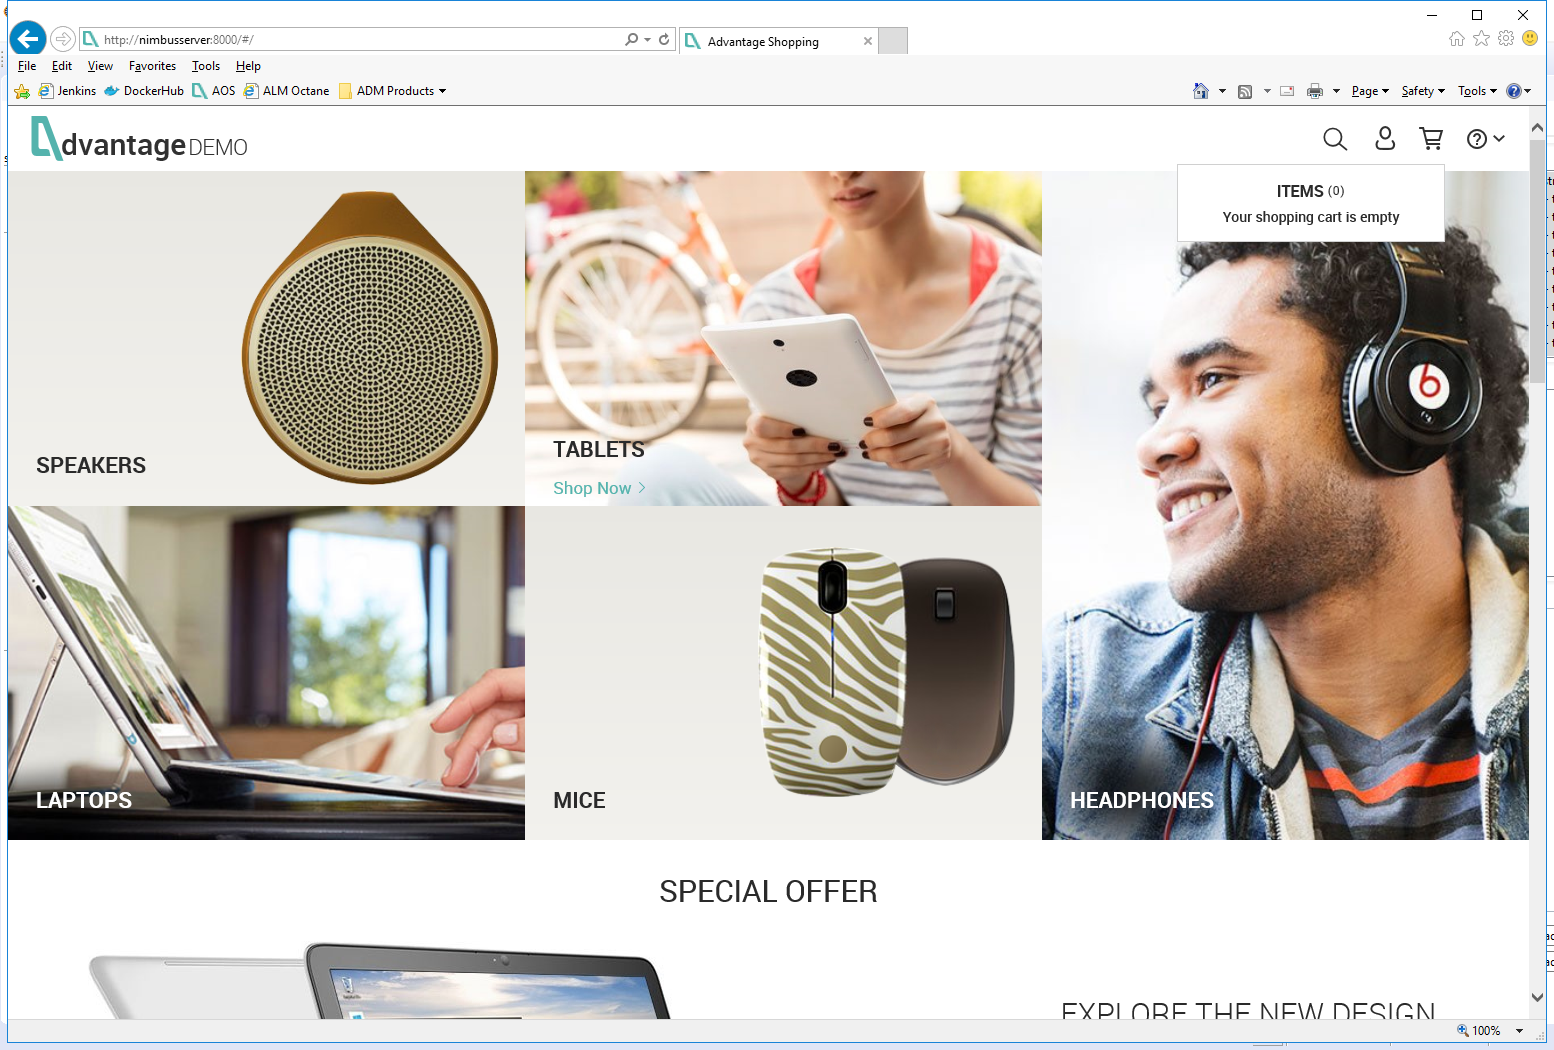 http://nimbusserver:8000/#/
Advantage Shopping
File Edit View Favorites Tools Help
Jenkins DockerHub AOS ALM Octane ADM Products
Page Safety Tools
dvantage DEMO
ITEMS (0)
Your shopping cart is empty
SPEAKERS
TABLETS
Shop Now
LAPTOPS
MICE
HEADPHONES
SPECIAL OFFER
EXPLORE THE NEW DESIGN
100%